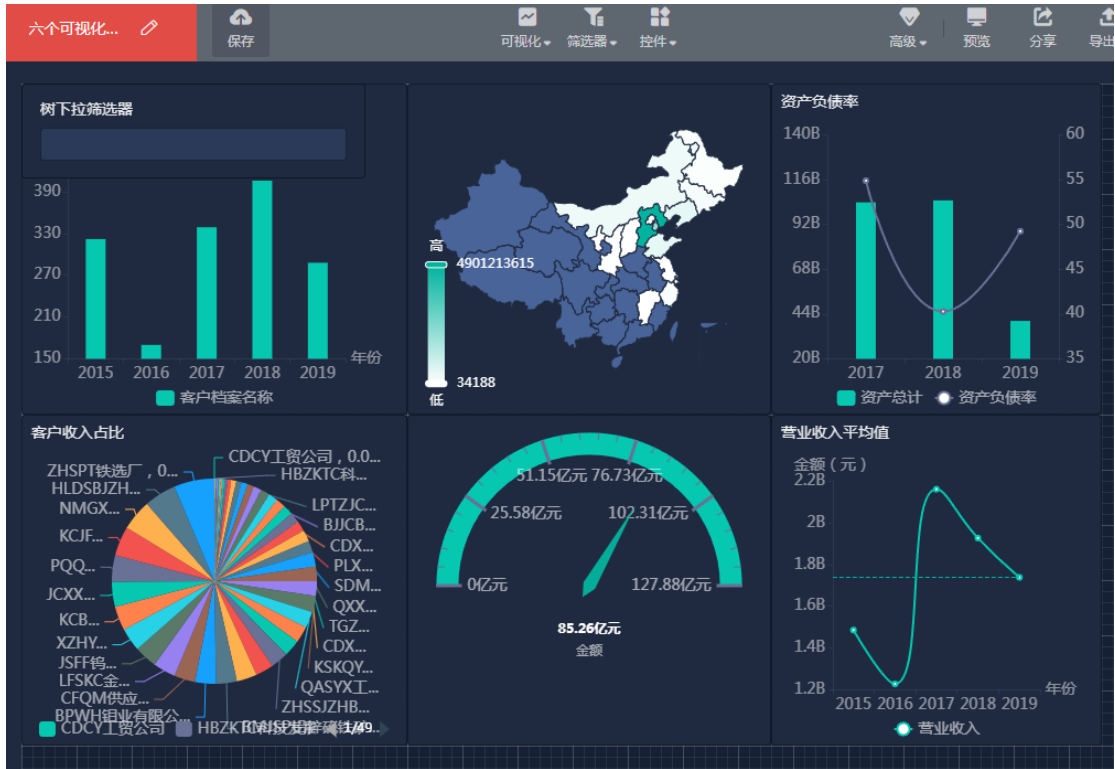 六个可视化...
保存
可视化
筛选器
控件
高级
预览
分享
导出
树下拉筛选器
390
330
270
210
150
2015 2016 2017 2018 2019
年份
客户档案名称
高
4901213615
34188
低
资产负债率
140B
116B
92B
68B
44B
20B
60
55
50
45
40
35
2017 2018 2019
资产总计 资产负债率
客户收入占比
CDCY工贸公司，0.0...
ZHSPT铁选厂，0...
HBZKTC科...
HLDSBJZH...
NMGX...
LPTZJC...
BJJCB...
KCJF...
CDX...
PQQ...
PLX...
SDM...
JCXX...
QXX...
KCB...
TGZ...
XZHY...
CDX...
JSFF钨...
KSKQY...
LFSKC金...
QASYX工...
CFQM供应...
ZHSSJZHB...
BPWH钼业有限公...
CDCY工贸公司
1/49
51.15亿元 76.73亿元
25.58亿元 102.31亿元
0亿元 127.88亿元
85.26亿元
金额
营业收入平均值
金额（元）
2.2B
2B
1.8B
1.6B
1.4B
1.2B
2015 2016 2017 2018 2019
年份
营业收入